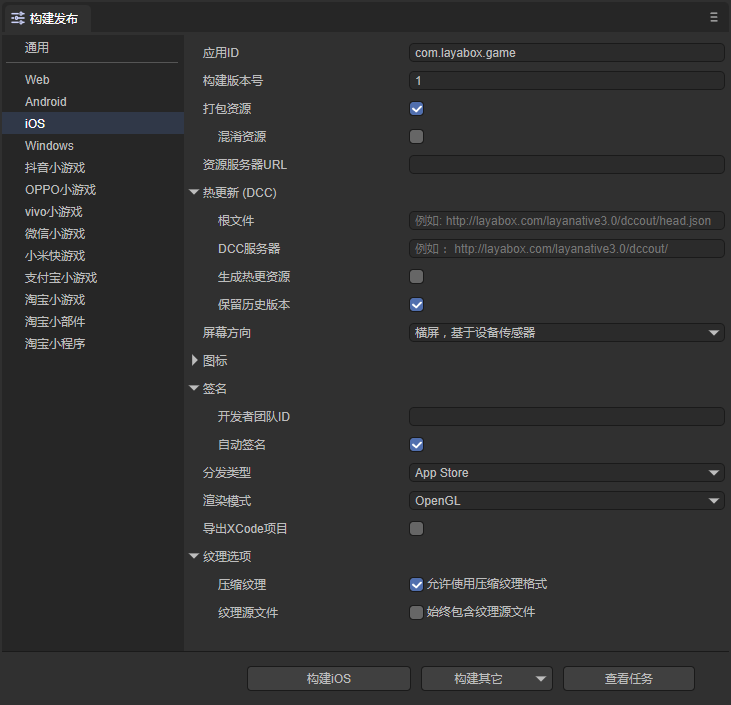 构建发布
通用
Web
Android
iOS
Windows
抖音小游戏
OPPO小游戏
vivo小游戏
微信小游戏
小米快游戏
支付宝小游戏
淘宝小游戏
淘宝小部件
淘宝小程序
应用ID com.layabox.game
构建版本号 1
打包资源
混淆资源
资源服务器URL
热更新 (DCC)
根文件 例如: http://layabox.com/layanative3.0/dccout/head.json
DCC服务器 例如： http://layabox.com/layanative3.0/dccout/
生成热更资源
保留历史版本
屏幕方向 横屏，基于设备传感器
图标
签名
开发者团队ID
自动签名
分发类型 App Store
渲染模式 OpenGL
导出XCode项目
纹理选项
压缩纹理 允许使用压缩纹理格式
纹理源文件 始终包含纹理源文件
构建iOS 构建其它 查看任务